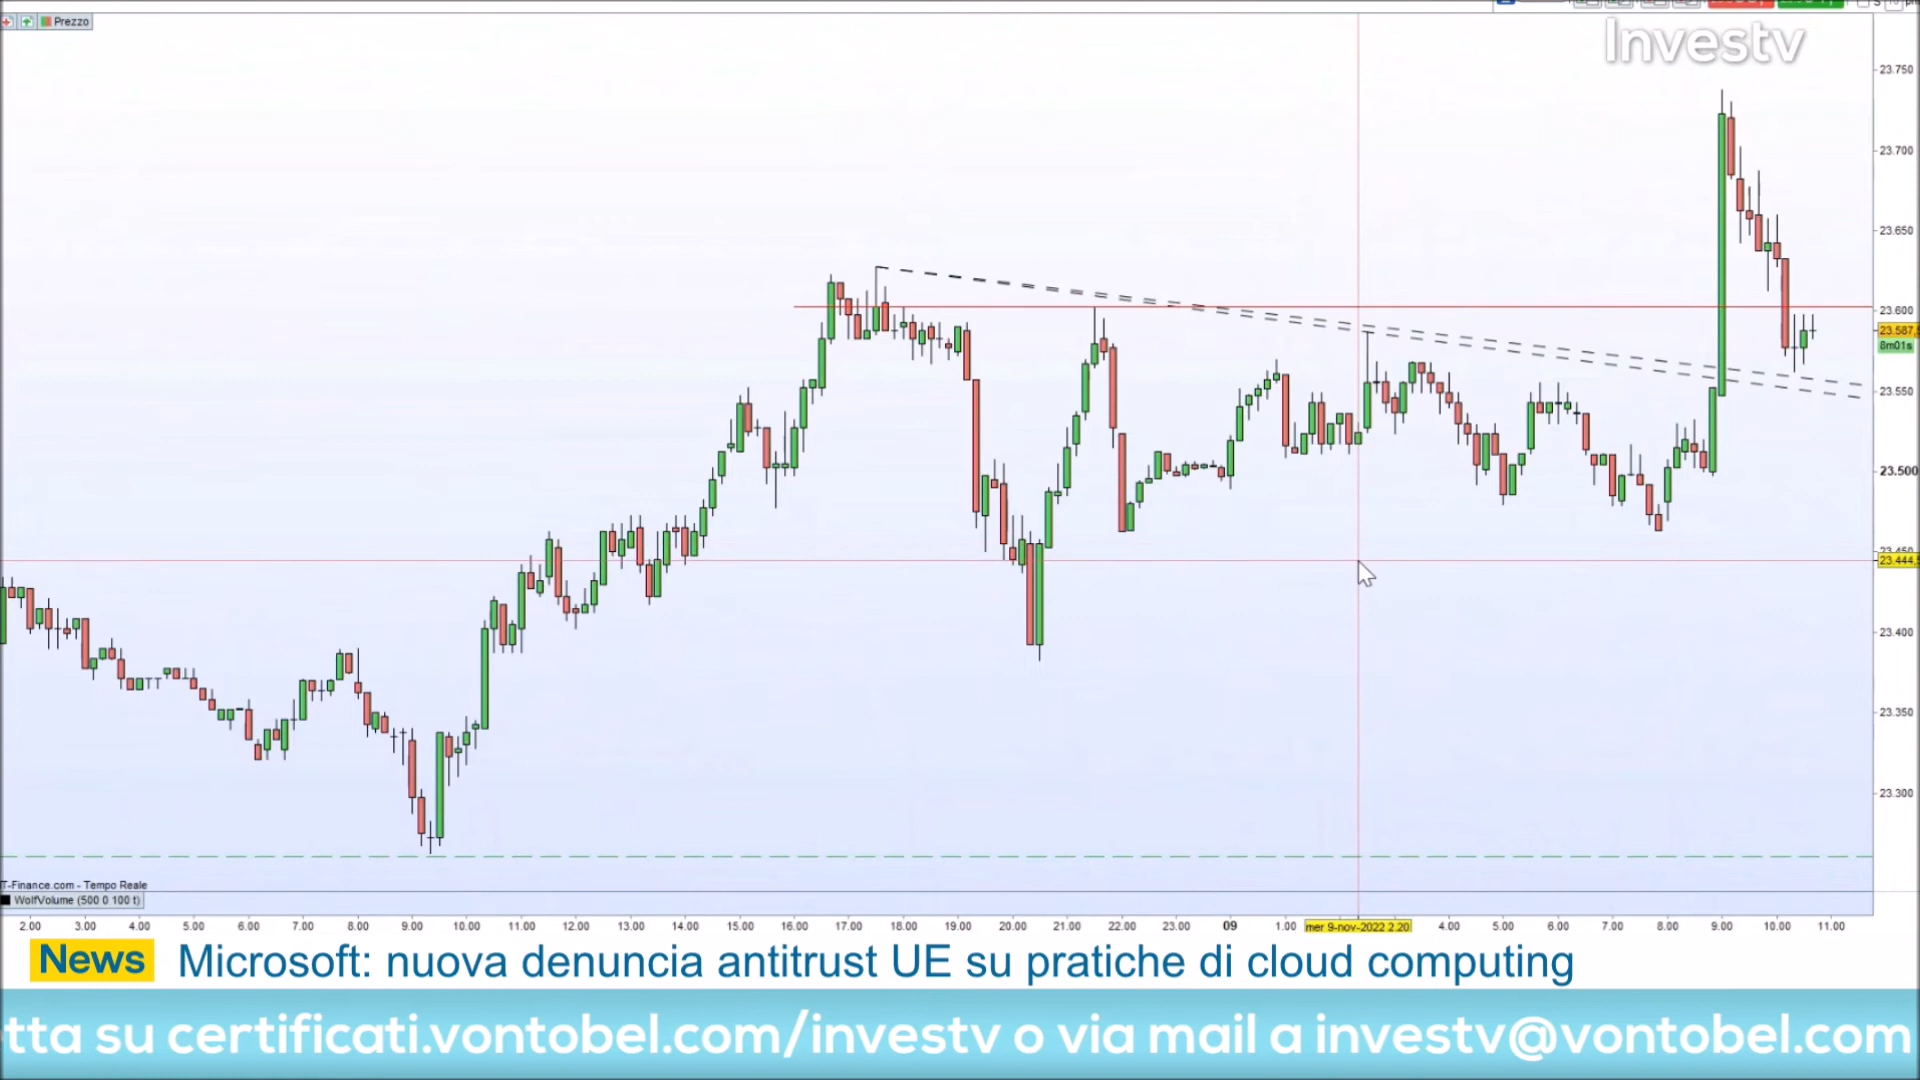 Prezzo
Investv
23.750
23.700
23.650
23.600
23.587,5
8m01s
23.550
23.500
23.450
23.444,5
23.400
23.350
23.300
T-Finance.com - Tempo Reale
WolfVolume (500 0 100 t)
2.00 3.00 4.00 5.00 6.00 7.00 8.00 9.00 10.00 11.00 12.00 13.00 14.00 15.00 16.00 17.00 18.00 19.00 20.00 21.00 22.00 23.00 09 1.00 mer 9-nov-2022 2.20 4.00 5.00 6.00 7.00 8.00 9.00 10.00 11.00
News Microsoft: nuova denuncia antitrust UE su pratiche di cloud computing
tta su certificati.vontobel.com/investv o via mail a investv@vontobel.com